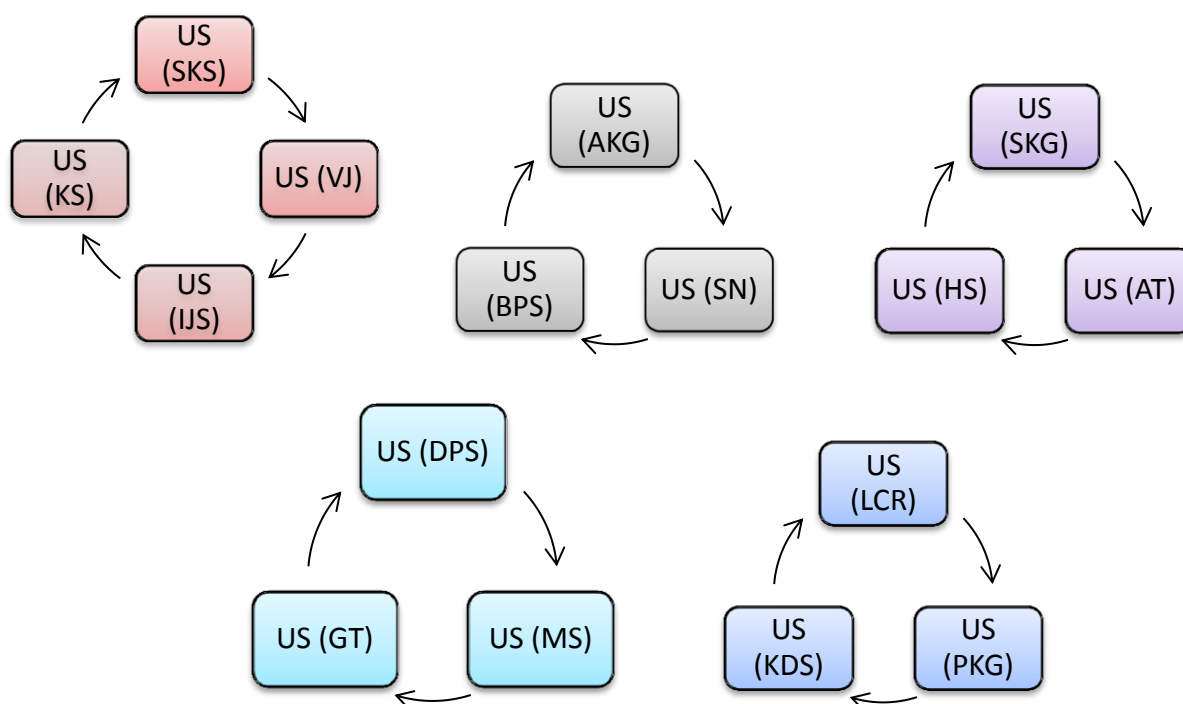 US
(SKS)
US (VJ)
US
(IJS)
US
(KS)
US
(AKG)
US (SN)
US
(BPS)
US
(SKG)
US (AT)
US (HS)
US (DPS)
US (MS)
US (GT)
US
(LCR)
US
(PKG)
US
(KDS)